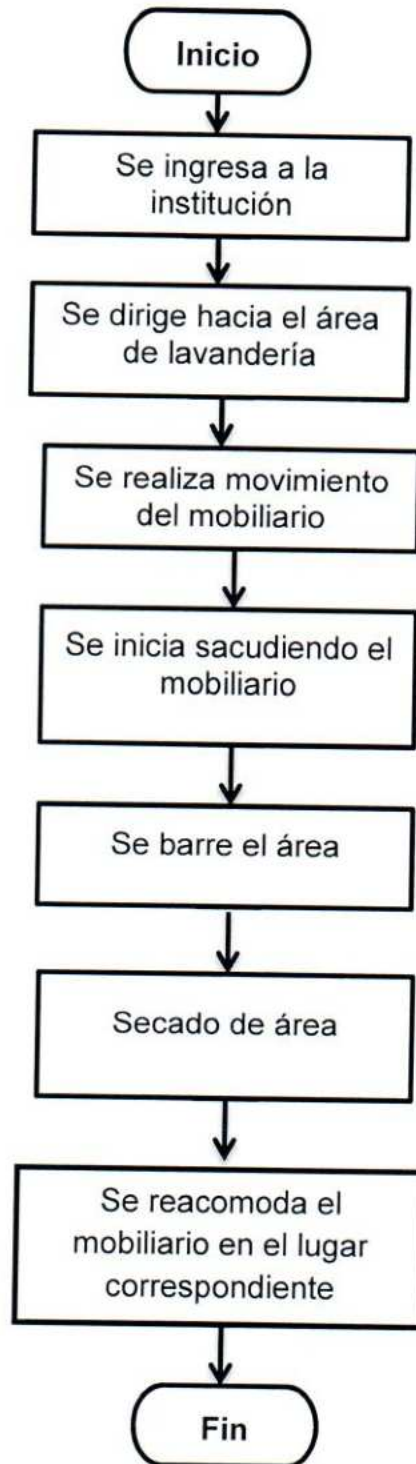 Inicio
Se ingresa a la
institución
Se dirige hacia el área
de lavandería
Se realiza movimiento
del mobiliario
Se inicia sacudiendo el
mobiliario
Se barre el área
Secado de área
Se reacomoda el
mobiliario en el lugar
correspondiente
Fin